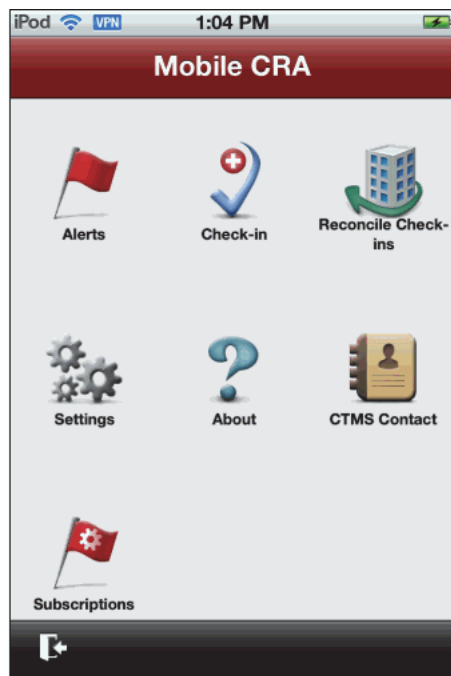 iPod VPN 1:04 PM
Mobile CRA
Alerts Check-in Reconcile Check-
ins
Settings About CTMS Contact
Subscriptions